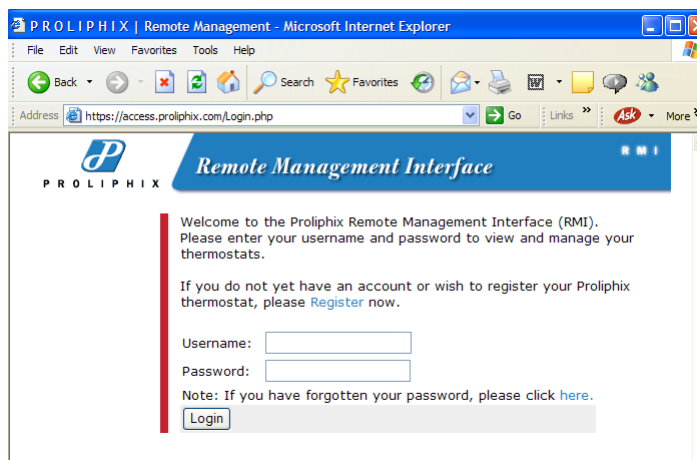 P R O L I P H I X | Remote Management - Microsoft Internet Explorer
File Edit View Favorites Tools Help
Back Search Favorites
Address https://access.proliphix.com/Login.php Go Links » Ask More »
PROLIPHIX
Remote Management Interface
R M I
Welcome to the Proliphix Remote Management Interface (RMI).
Please enter your username and password to view and manage your
thermostats.
If you do not yet have an account or wish to register your Proliphix
thermostat, please Register now.
Username:
Password:
Note: If you have forgotten your password, please click here.
Login